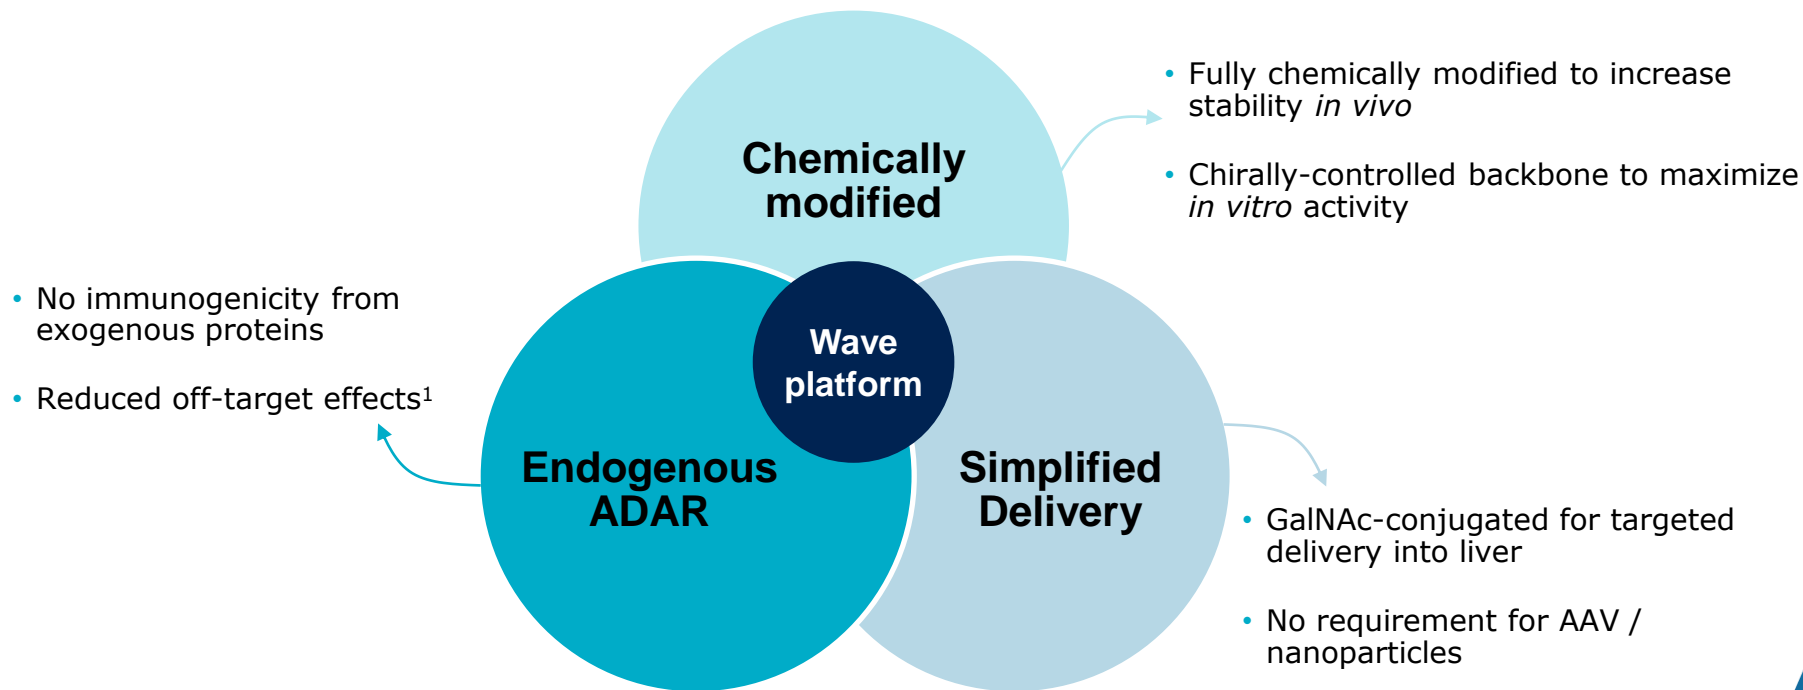 • Fully chemically modified to increase
stability in vivo
• Chirally-controlled backbone to maximize
in vitro activity
Chemically
modified
• No immunogenicity from
exogenous proteins
• Reduced off-target effects¹
Wave
platform
Endogenous
ADAR
Simplified
Delivery
• GalNAc-conjugated for targeted
delivery into liver
• No requirement for AAV /
nanoparticles